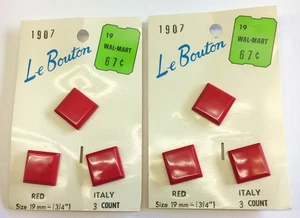 1907
19
WAL-MART
67¢
Le Bouton
RED
ITALY
Size 19 mm - (3/4")
3 COUNT
1907
19
WAL-MART
67¢
Le Bouton
RED
ITALY
Size 19 mm - (3/4")
3 COUNT